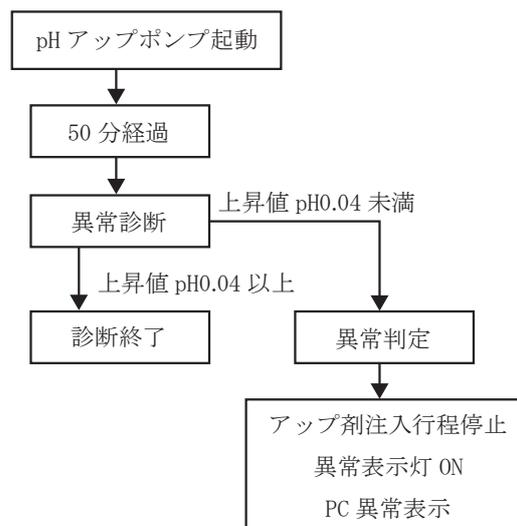 pH アップポンプ起動
50 分経過
異常診断
上昇値 pH0.04 未満
上昇値 pH0.04 以上
診断終了
異常判定
アップ剤注入行程停止
異常表示灯 ON
PC 異常表示